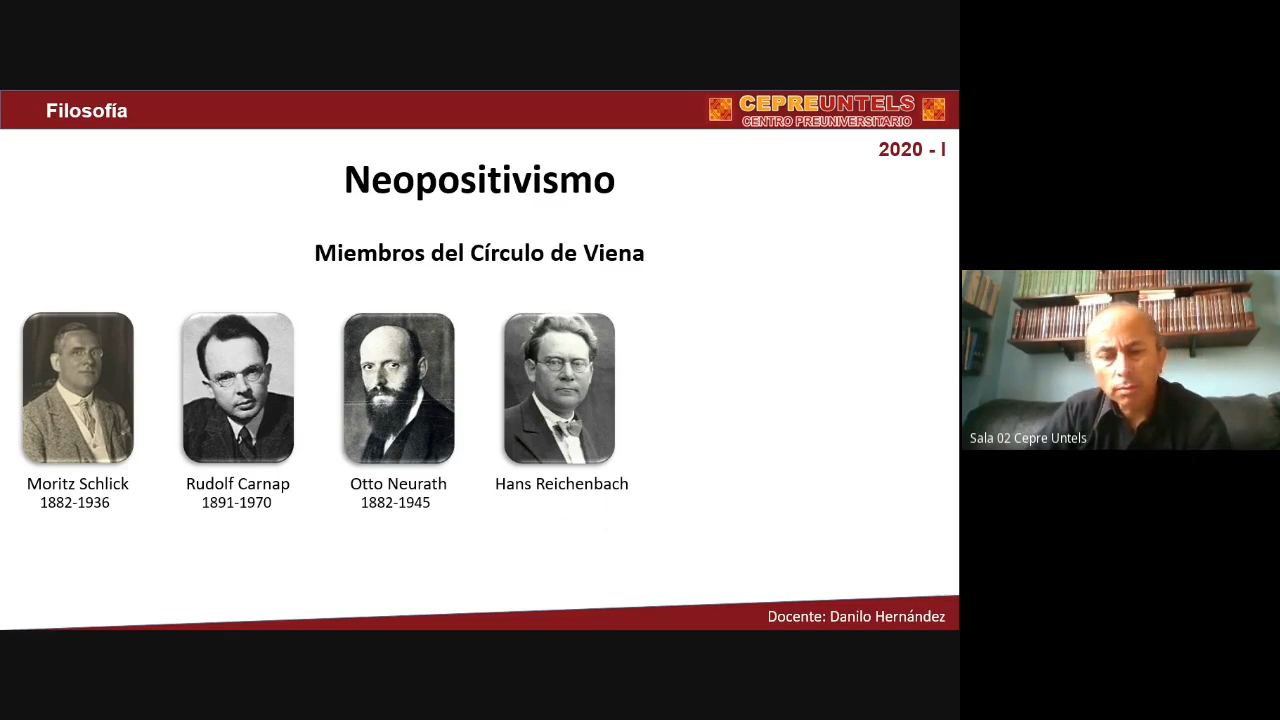 Filosofía
CEPREUNTELS
CENTRO PREUNIVERSITARIO
2020 - I
Neopositivismo
Miembros del Círculo de Viena
Moritz Schlick
1882-1936
Rudolf Carnap
1891-1970
Otto Neurath
1882-1945
Hans Reichenbach
Sala 02 Cepre Untels
Docente: Danilo Hernández